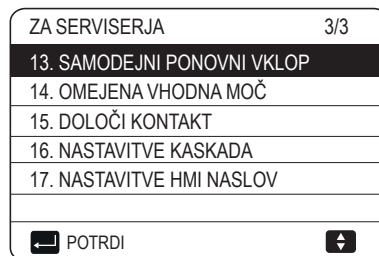 ZA SERVISERJA 3/3
13. SAMODEJNI PONOVNI VKLOP
14. OMEJENA VHODNA MOČ
15. DOLOČI KONTAKT
16. NASTAVITVE KASKADA
17. NASTAVITVE HMI NASLOV
POTRDI